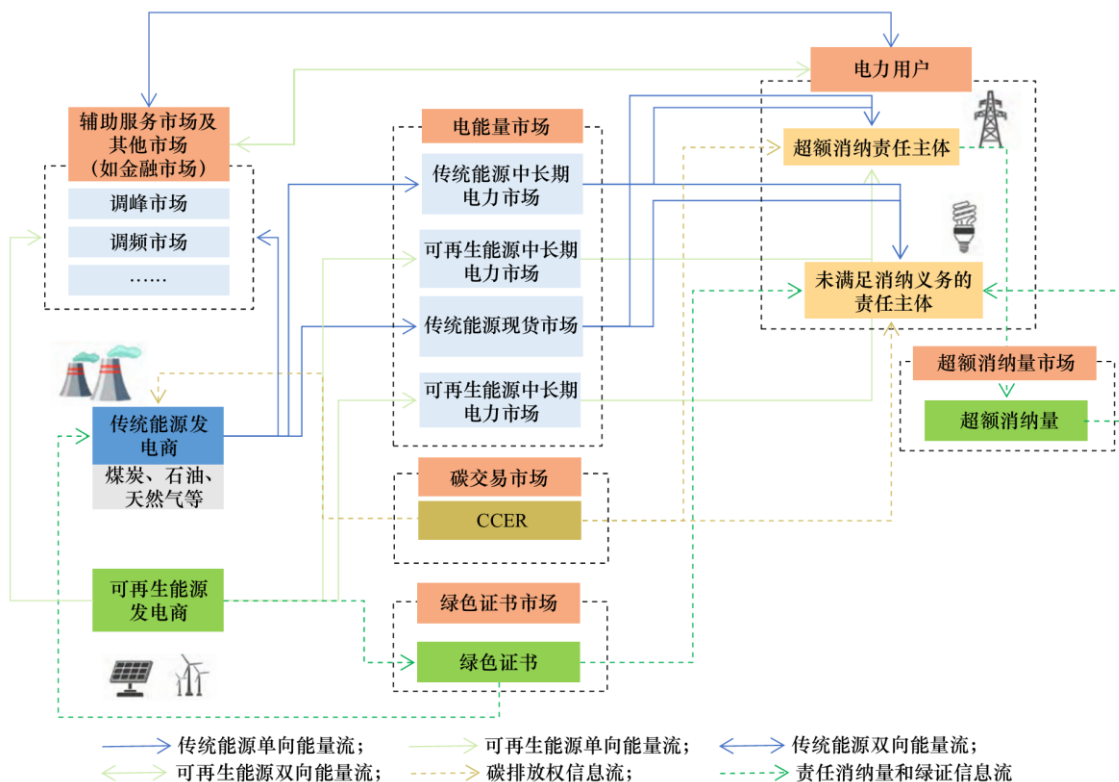 电力用户
辅助服务市场及
其他市场
（如金融市场）
调峰市场
调频市场
……
电能量市场
传统能源中长期
电力市场
可再生能源中长期
电力市场
传统能源现货市场
可再生能源中长期
电力市场
超额消纳责任主体
未满足消纳义务的
责任主体
超额消纳量市场
超额消纳量
传统能源发
电商
煤炭、石油、
天然气等
碳交易市场
CCER
可再生能源
发电商
绿色证书市场
绿色证书
传统能源单向能量流；
可再生能源单向能量流；
传统能源双向能量流；
可再生能源双向能量流；
碳排放权信息流；
责任消纳量和绿证信息流